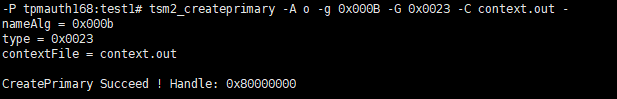 -P tpmauth168:test1# tsm2_createprimary -A o -g 0x000B -G 0x0023 -C context.out -
nameAlg = 0x000b
type = 0x0023
contextFile = context.out
CreatePrimary Succeed ! Handle: 0x80000000